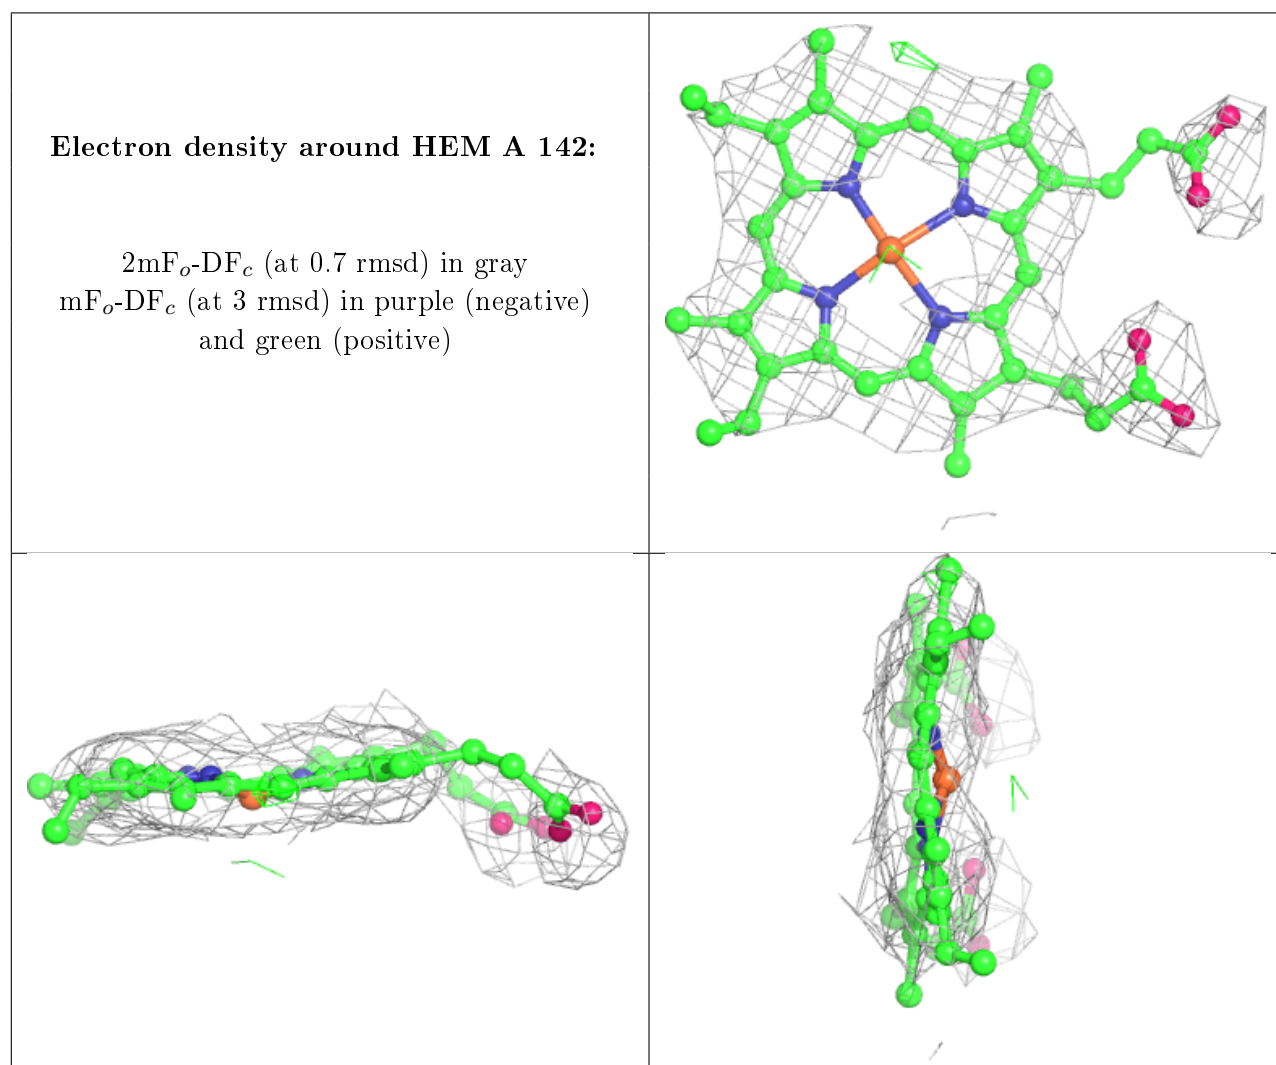 Electron density around HEM A 142:
2mFo-DFc (at 0.7 rmsd) in gray
mFo-DFc (at 3 rmsd) in purple (negative)
and green (positive)